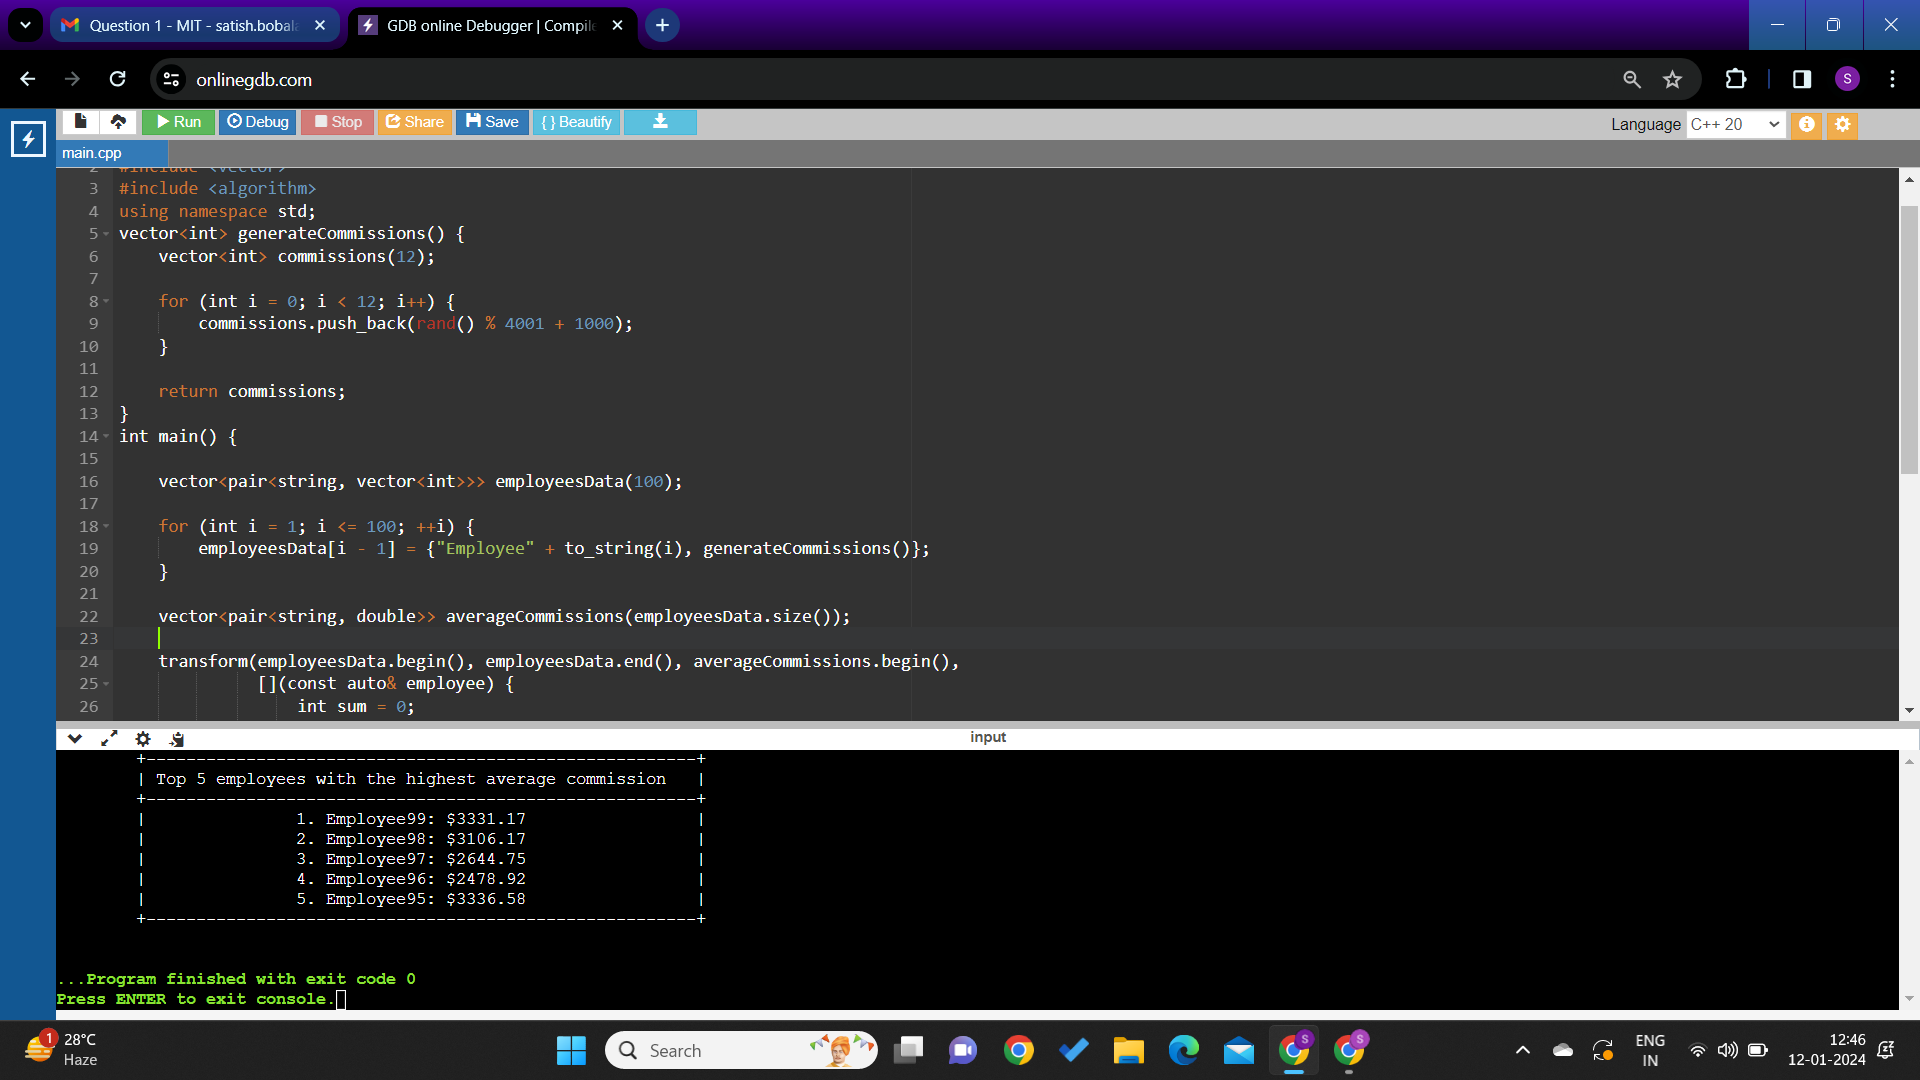 Question 1 - MIT - satish.bobala
GDB online Debugger | Compile
onlinegdb.com
S
Run
Debug
Stop
Share
Save
{ } Beautify
Language C++ 20
main.cpp
2 #include <vector>
3 #include <algorithm>
4 using namespace std;
5 vector<int> generateCommissions() {
6 vector<int> commissions(12);
7
8 for (int i = 0; i < 12; i++) {
9 commissions.push_back(rand() % 4001 + 1000);
10 }
11
12 return commissions;
13 }
14 int main() {
15
16 vector<pair<string, vector<int>>> employeesData(100);
17
18 for (int i = 1; i <= 100; ++i) {
19 employeesData[i - 1] = {"Employee" + to_string(i), generateCommissions()};
20 }
21
22 vector<pair<string, double>> averageCommissions(employeesData.size());
23
24 transform(employeesData.begin(), employeesData.end(), averageCommissions.begin(),
25 [](const auto& employee) {
26 int sum = 0;
input
+-------------------------------------------------------+
| Top 5 employees with the highest average commission |
+-------------------------------------------------------+
| 1. Employee99: $3331.17 |
| 2. Employee98: $3106.17 |
| 3. Employee97: $2644.75 |
| 4. Employee96: $2478.92 |
| 5. Employee95: $3336.58 |
+-------------------------------------------------------+
...Program finished with exit code 0
Press ENTER to exit console.
1
28°C
Haze
Search
S
S
ENG
IN
12:46
12-01-2024